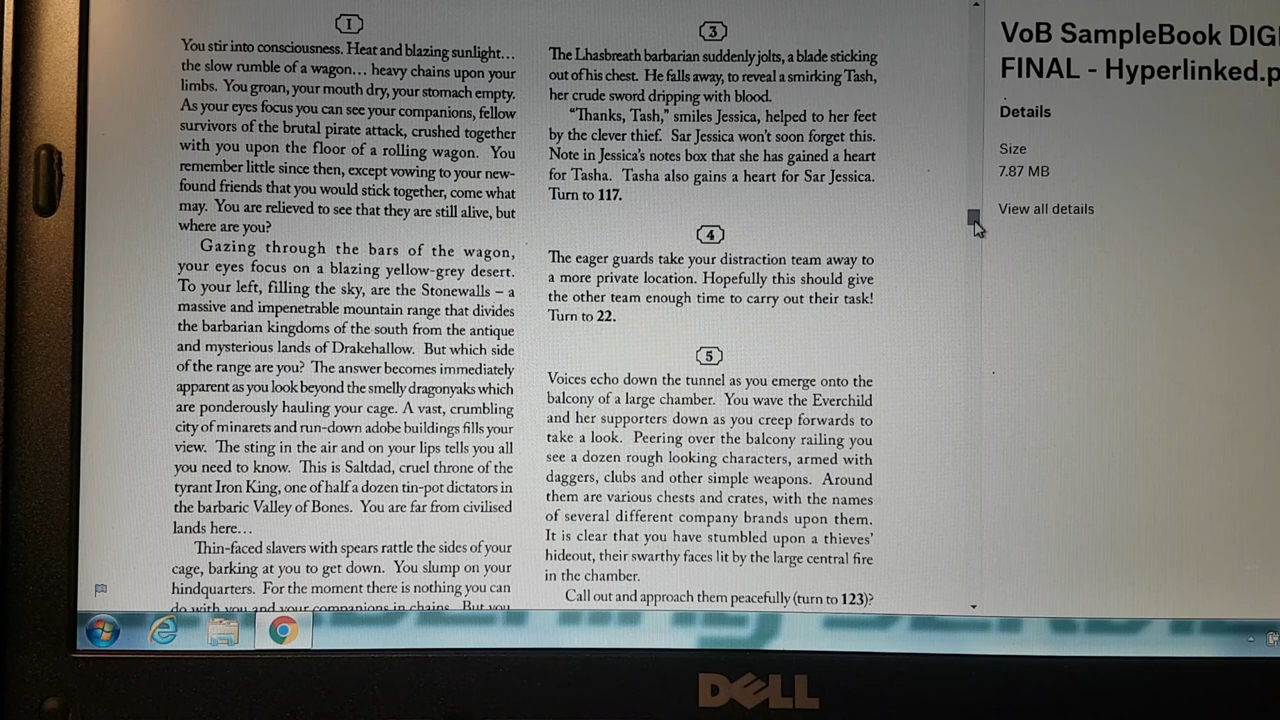 1
You stir into consciousness. Heat and blazing sunlight…
the slow rumble of a wagon… heavy chains upon your
limbs. You groan, your mouth dry, your stomach empty.
As your eyes focus you can see your companions, fellow
survivors of the brutal pirate attack, crushed together
with you upon the floor of a rolling wagon. You
remember little since then, except vowing to your new-
found friends that you would stick together, come what
may. You are relieved to see that they are still alive, but
where are you?
Gazing through the bars of the wagon,
your eyes focus on a blazing yellow-grey desert.
To your left, filling the sky, are the Stonewalls – a
massive and impenetrable mountain range that divides
the barbarian kingdoms of the south from the antique
and mysterious lands of Drakehallow. But which side
of the range are you? The answer becomes immediately
apparent as you look beyond the smelly dragonyaks which
are ponderously hauling your cage. A vast, crumbling
city of minarets and run-down adobe buildings fills your
view. The sting in the air and on your lips tells you all
you need to know. This is Saltdad, cruel throne of the
tyrant Iron King, one of half a dozen tin-pot dictators in
the barbaric Valley of Bones. You are far from civilised
lands here…
Thin-faced slavers with spears rattle the sides of your
cage, barking at you to get down. You slump on your
hindquarters. For the moment there is nothing you can
do with you and your companions in chains. But you
3
The Lhasbreath barbarian suddenly jolts, a blade sticking
out of his chest. He falls away, to reveal a smirking Tash,
her crude sword dripping with blood.
“Thanks, Tash,” smiles Jessica, helped to her feet
by the clever thief. Sar Jessica won’t soon forget this.
Note in Jessica’s notes box that she has gained a heart
for Tasha. Tasha also gains a heart for Sar Jessica.
Turn to 117.
4
The eager guards take your distraction team away to
a more private location. Hopefully this should give
the other team enough time to carry out their task!
Turn to 22.
5
Voices echo down the tunnel as you emerge onto the
balcony of a large chamber. You wave the Everchild
and her supporters down as you creep forwards to
take a look. Peering over the balcony railing you
see a dozen rough looking characters, armed with
daggers, clubs and other simple weapons. Around
them are various chests and crates, with the names
of several different company brands upon them.
It is clear that you have stumbled upon a thieves’
hideout, their swarthy faces lit by the large central fire
in the chamber.
Call out and approach them peacefully (turn to 123)?
VoB SampleBook DIGI
FINAL - Hyperlinked.p
Details
Size
7.87 MB
View all details
DELL